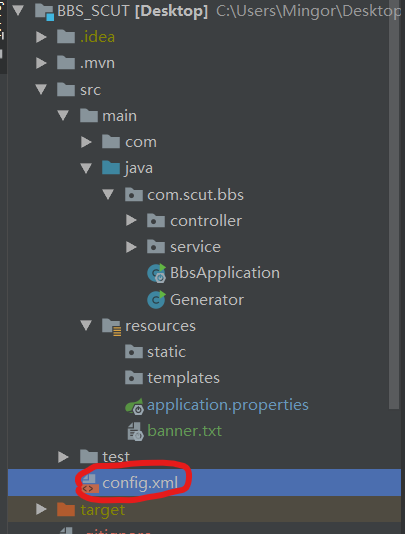 BBS_SCUT [Desktop] C:\Users\Mingor\Desktop
.idea
.mvn
src
main
com
java
com.scut.bbs
controller
service
BbsApplication
Generator
resources
static
templates
application.properties
banner.txt
test
config.xml
target
.gitignore